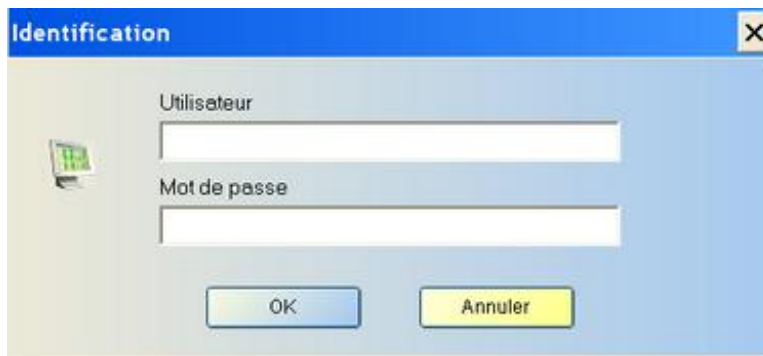 Identification
Utilisateur
Mot de passe
OK
Annuler